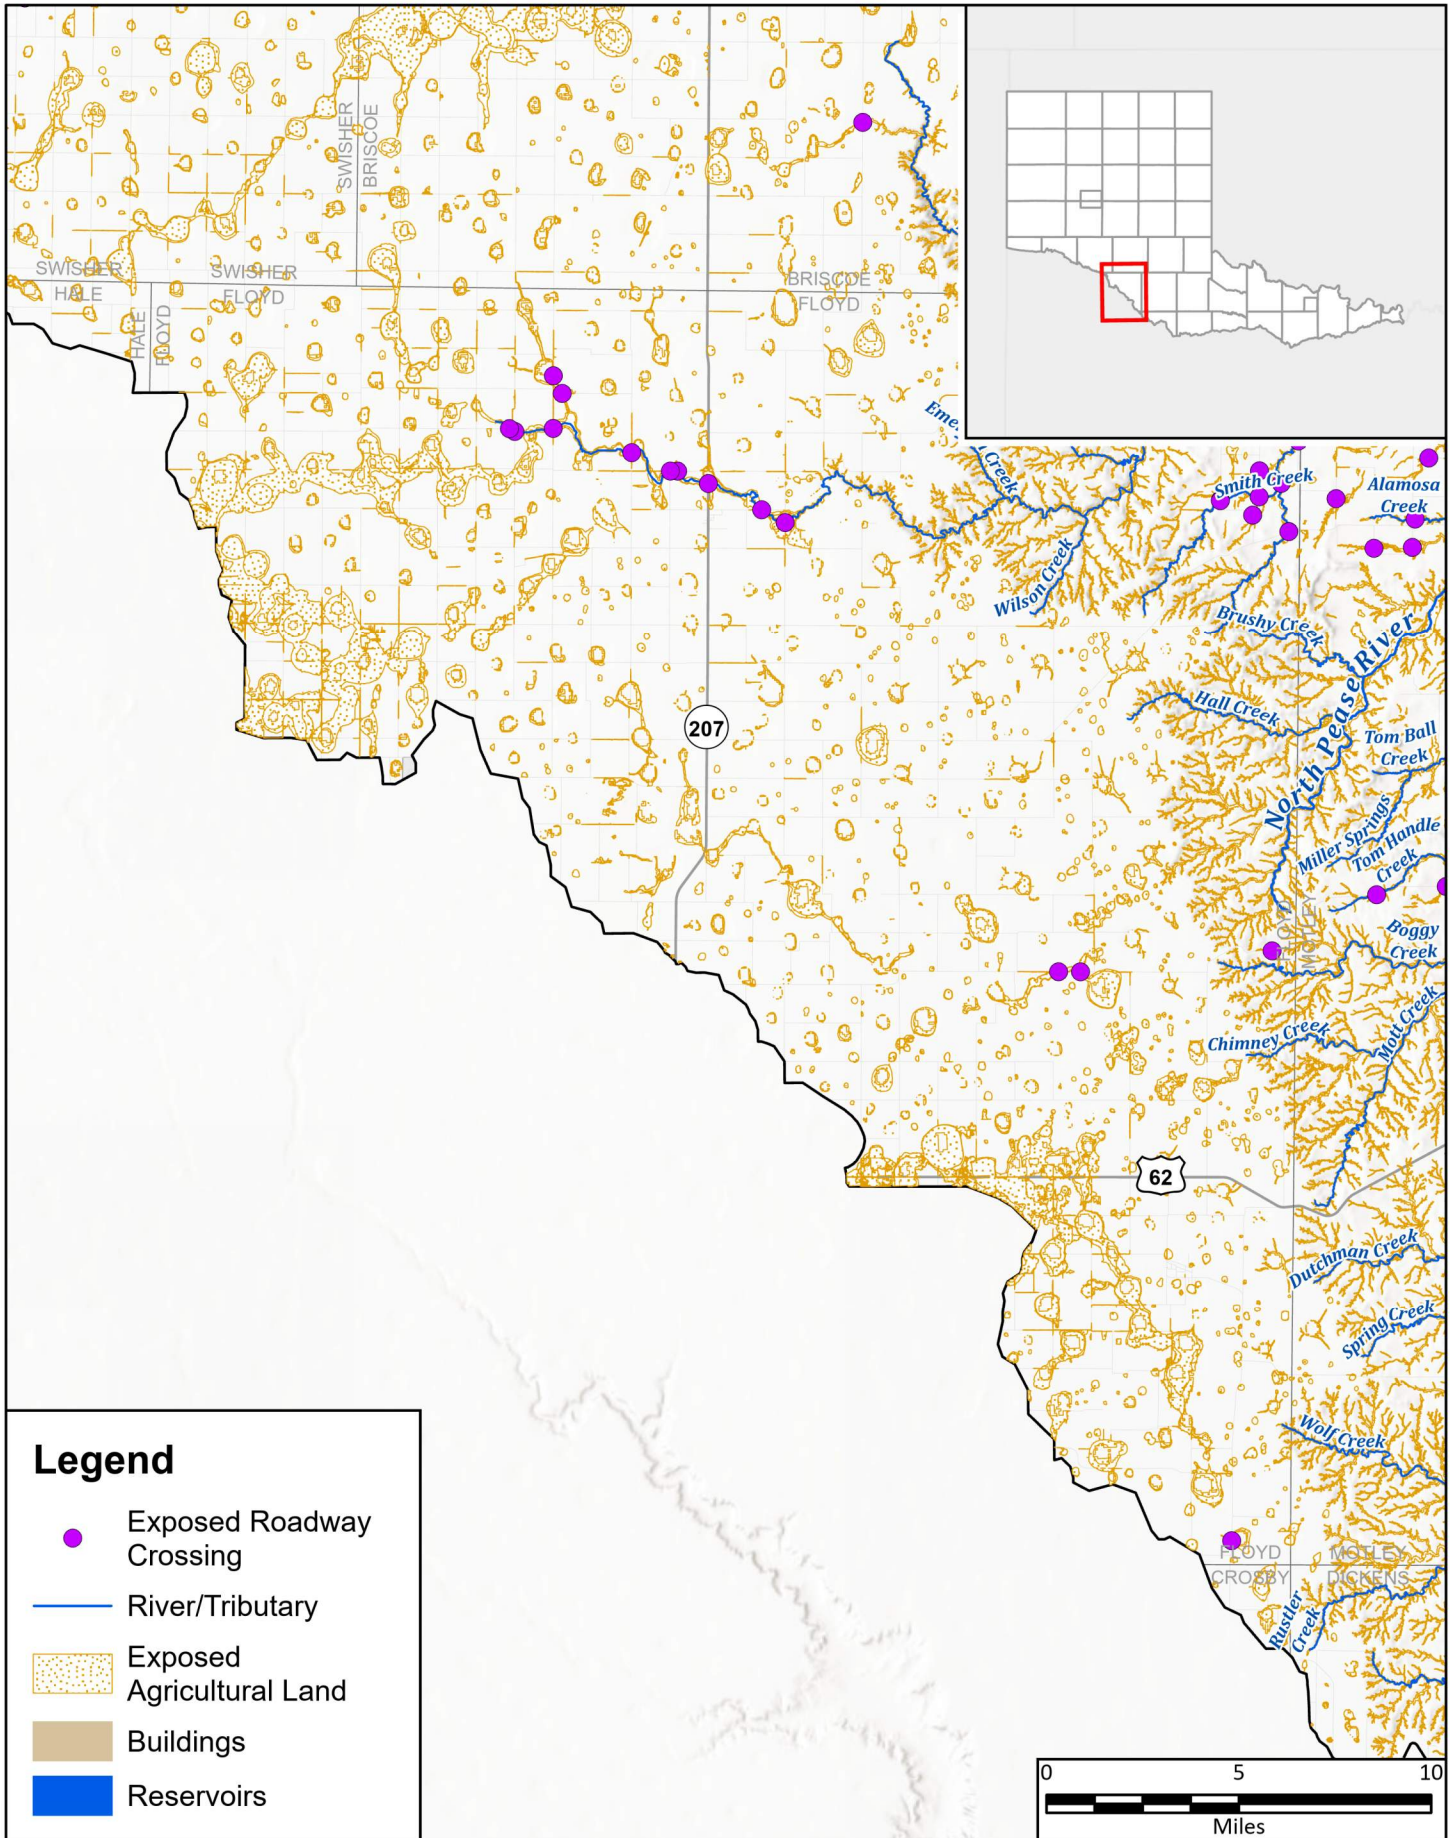 SWISHER
BRISCOE
SWISHER
HALE
SWISHER
FLOYD
BRISCOE
FLOYD
HALE
FLOYD
Creek
Smith Creek
Alamosa
Creek
Wilson Creek
Brushy Creek
North Pease River
Hall Creek
207
Tom Ball
Creek
Miller Springs
Tom Handle
Creek
FLOYD
MOTLEY
Boggy
Creek
Mott Creek
Chimney Creek
62
Dutchman Creek
Spring Creek
Wolf Creek
FLOYD
CROSBY
MOTLEY
DICKENS
Rustler
Creek
Legend
Exposed Roadway
Crossing
River/Tributary
Exposed
Agricultural Land
Buildings
Reservoirs
0 5 10
Miles